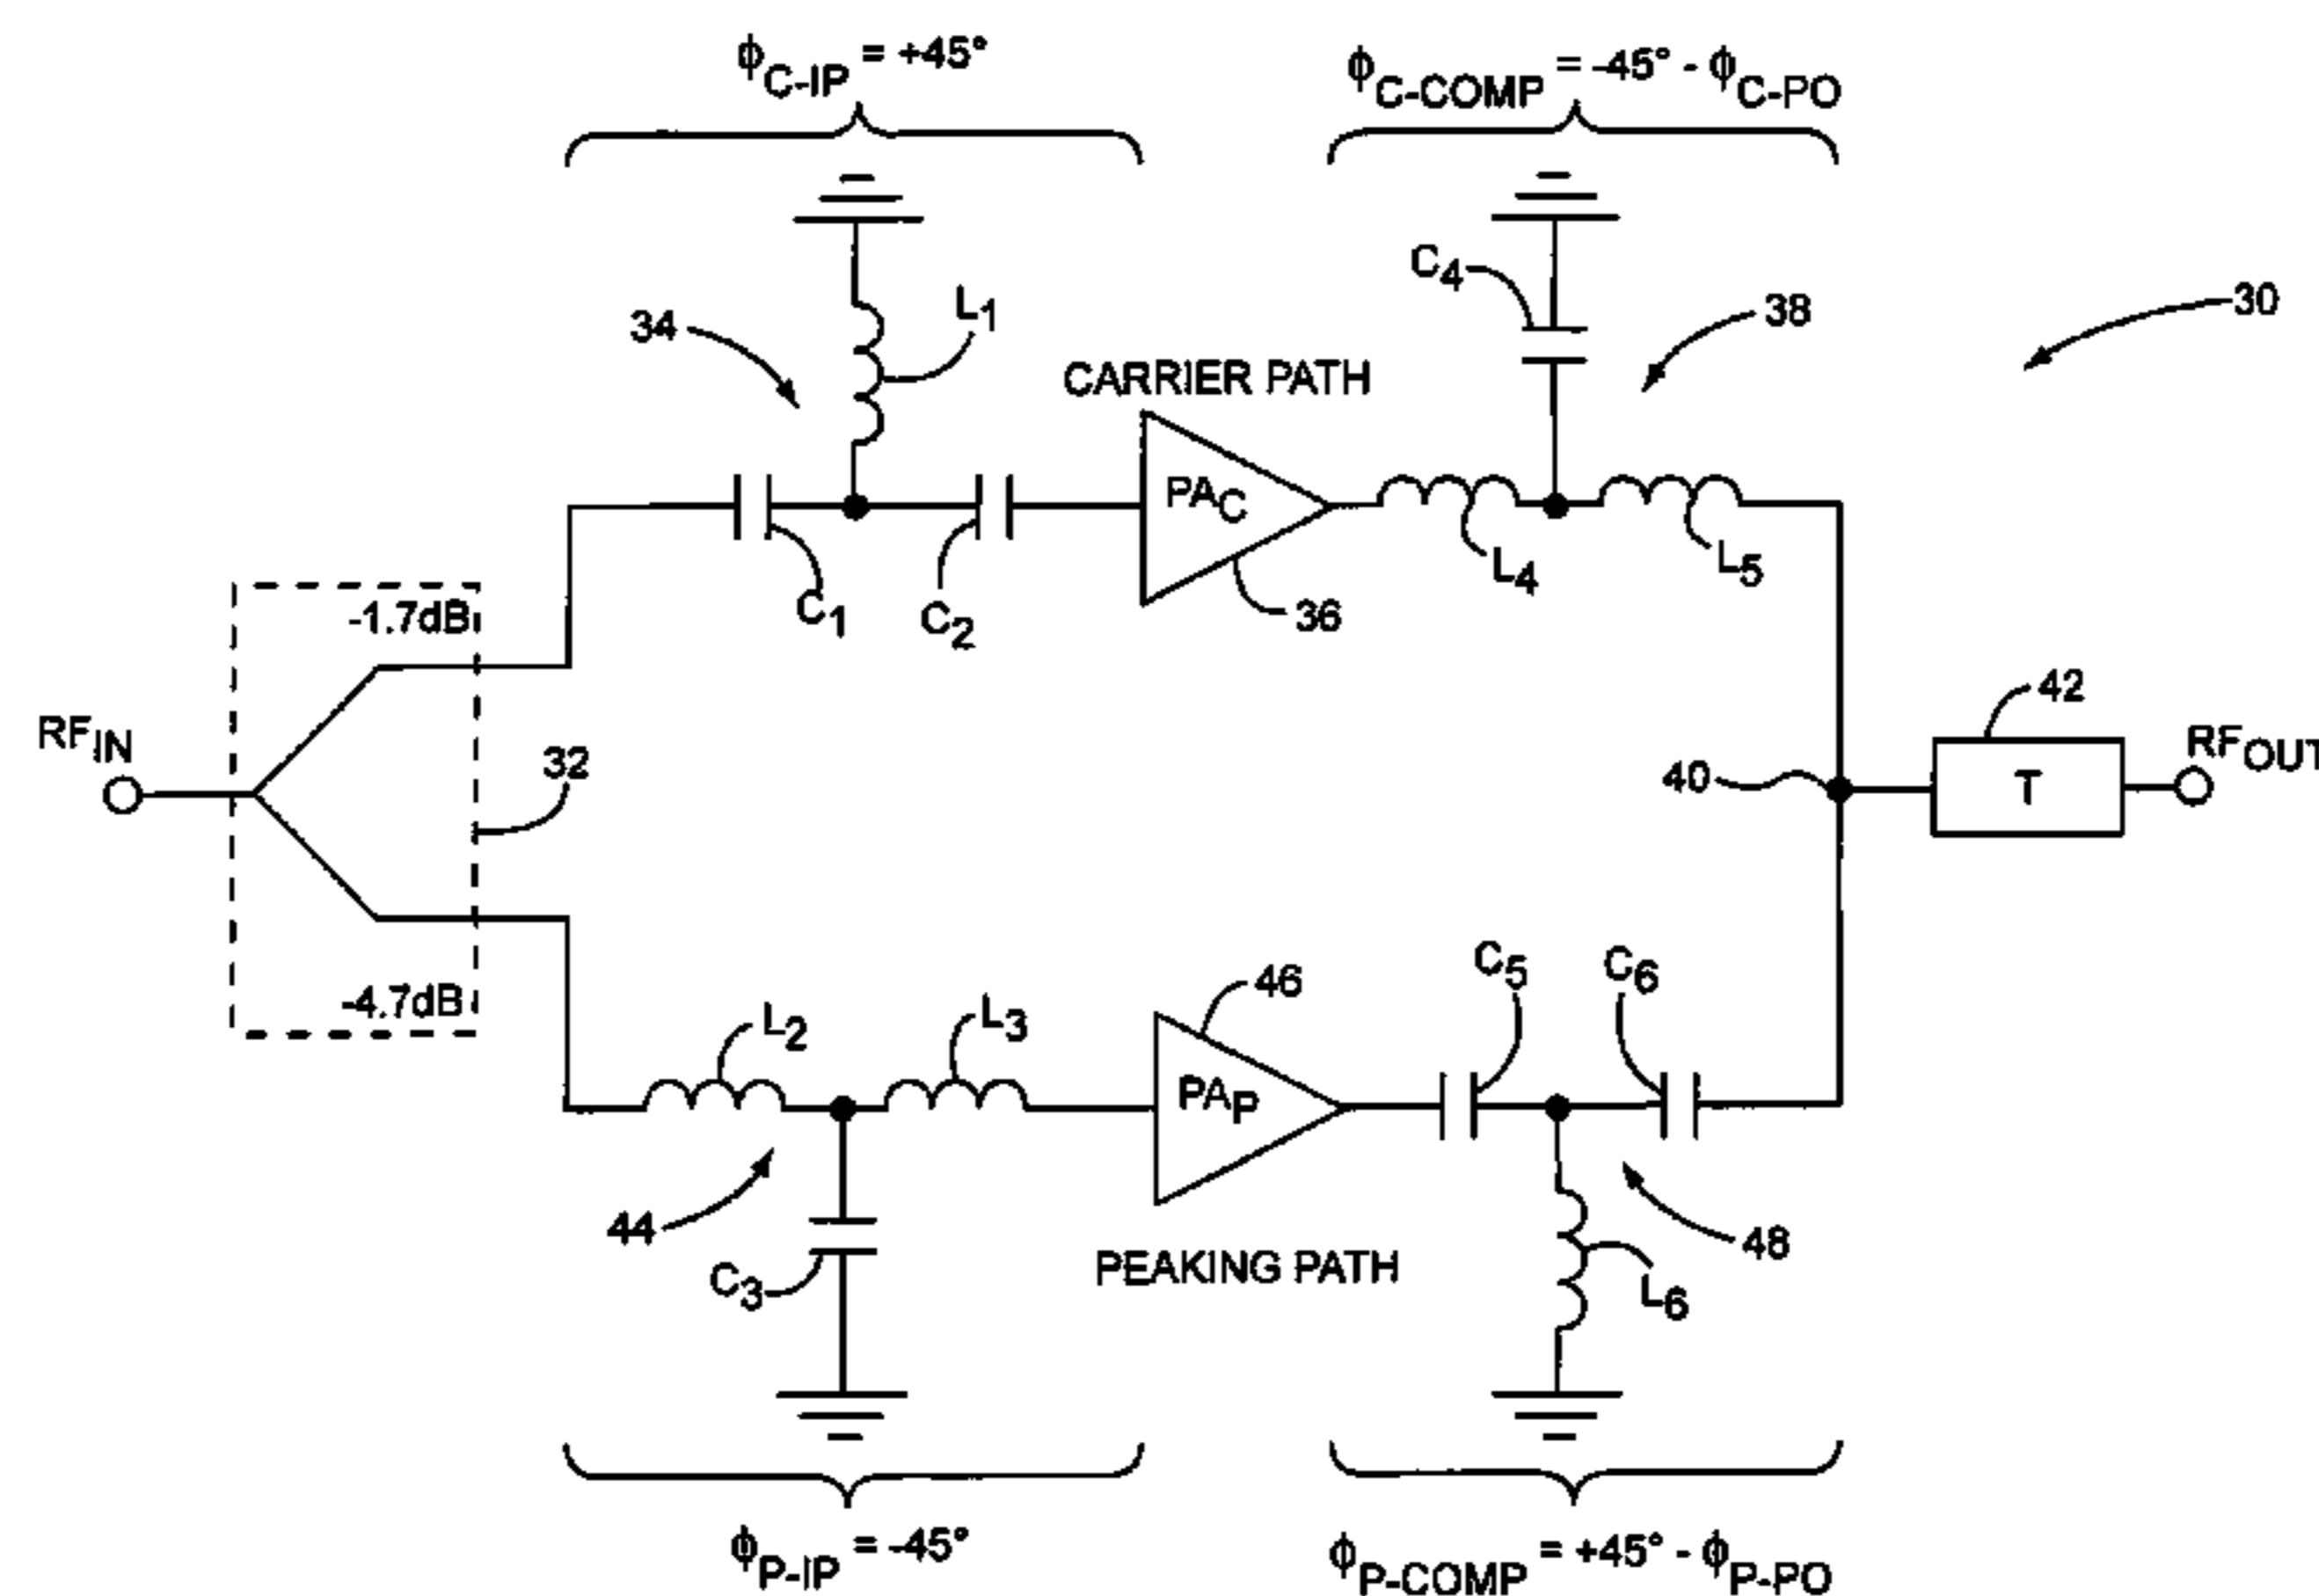 ϕC-IP = +45°
ϕC-COMP = -45° - ϕC-PO
C4
38
30
34
L1
CARRIER PATH
PAC
L4
L5
C1
C2
36
-1.7dB
RFIN
32
42
40
T
RFOUT
-4.7dB
L2
L3
46
C5
C6
PAP
44
C3
PEAKING PATH
48
L6
ϕP-IP = -45°
ϕP-COMP = +45° - ϕP-PO